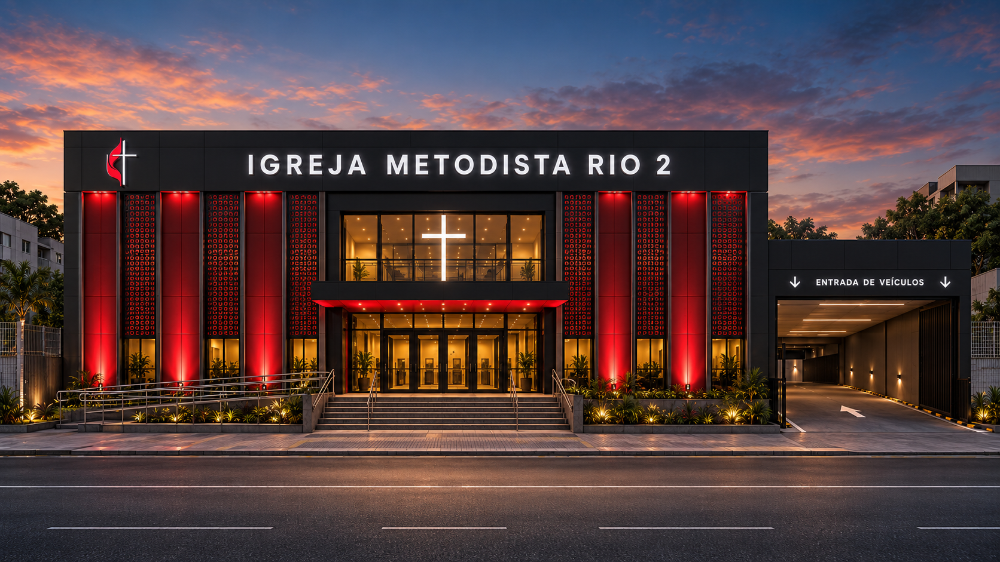 IGREJA METODISTA RIO 2
ENTRADA DE VEÍCULOS